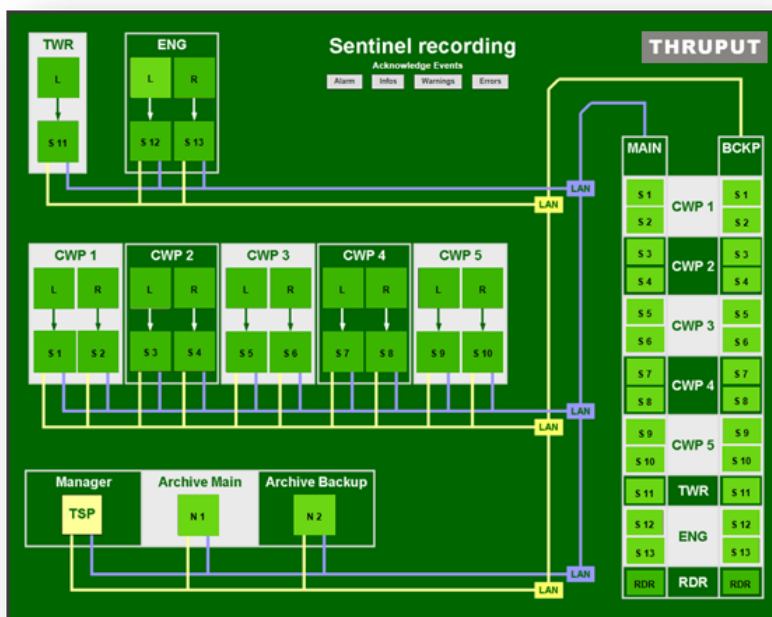 TWR
ENG
Sentinel recording
THRUPUT
Acknowledge Events
Alarm Infos Warnings Errors
L
L R
S 11
S 12 S 13
LAN
LAN
MAIN BCKP
S 1 CWP 1 S 1
S 2 S 2
S 3 CWP 2 S 3
S 4 S 4
S 5 CWP 3 S 5
S 6 S 6
S 7 CWP 4 S 7
S 8 S 8
S 9 CWP 5 S 9
S 10 S 10
S 11 TWR S 11
S 12 ENG S 12
S 13 S 13
RDR RDR RDR
CWP 1 CWP 2 CWP 3 CWP 4 CWP 5
L R L R L R L R L R
S 1 S 2 S 3 S 4 S 5 S 6 S 7 S 8 S 9 S 10
LAN
LAN
Manager Archive Main Archive Backup
TSP N 1 N 2
LAN
LAN